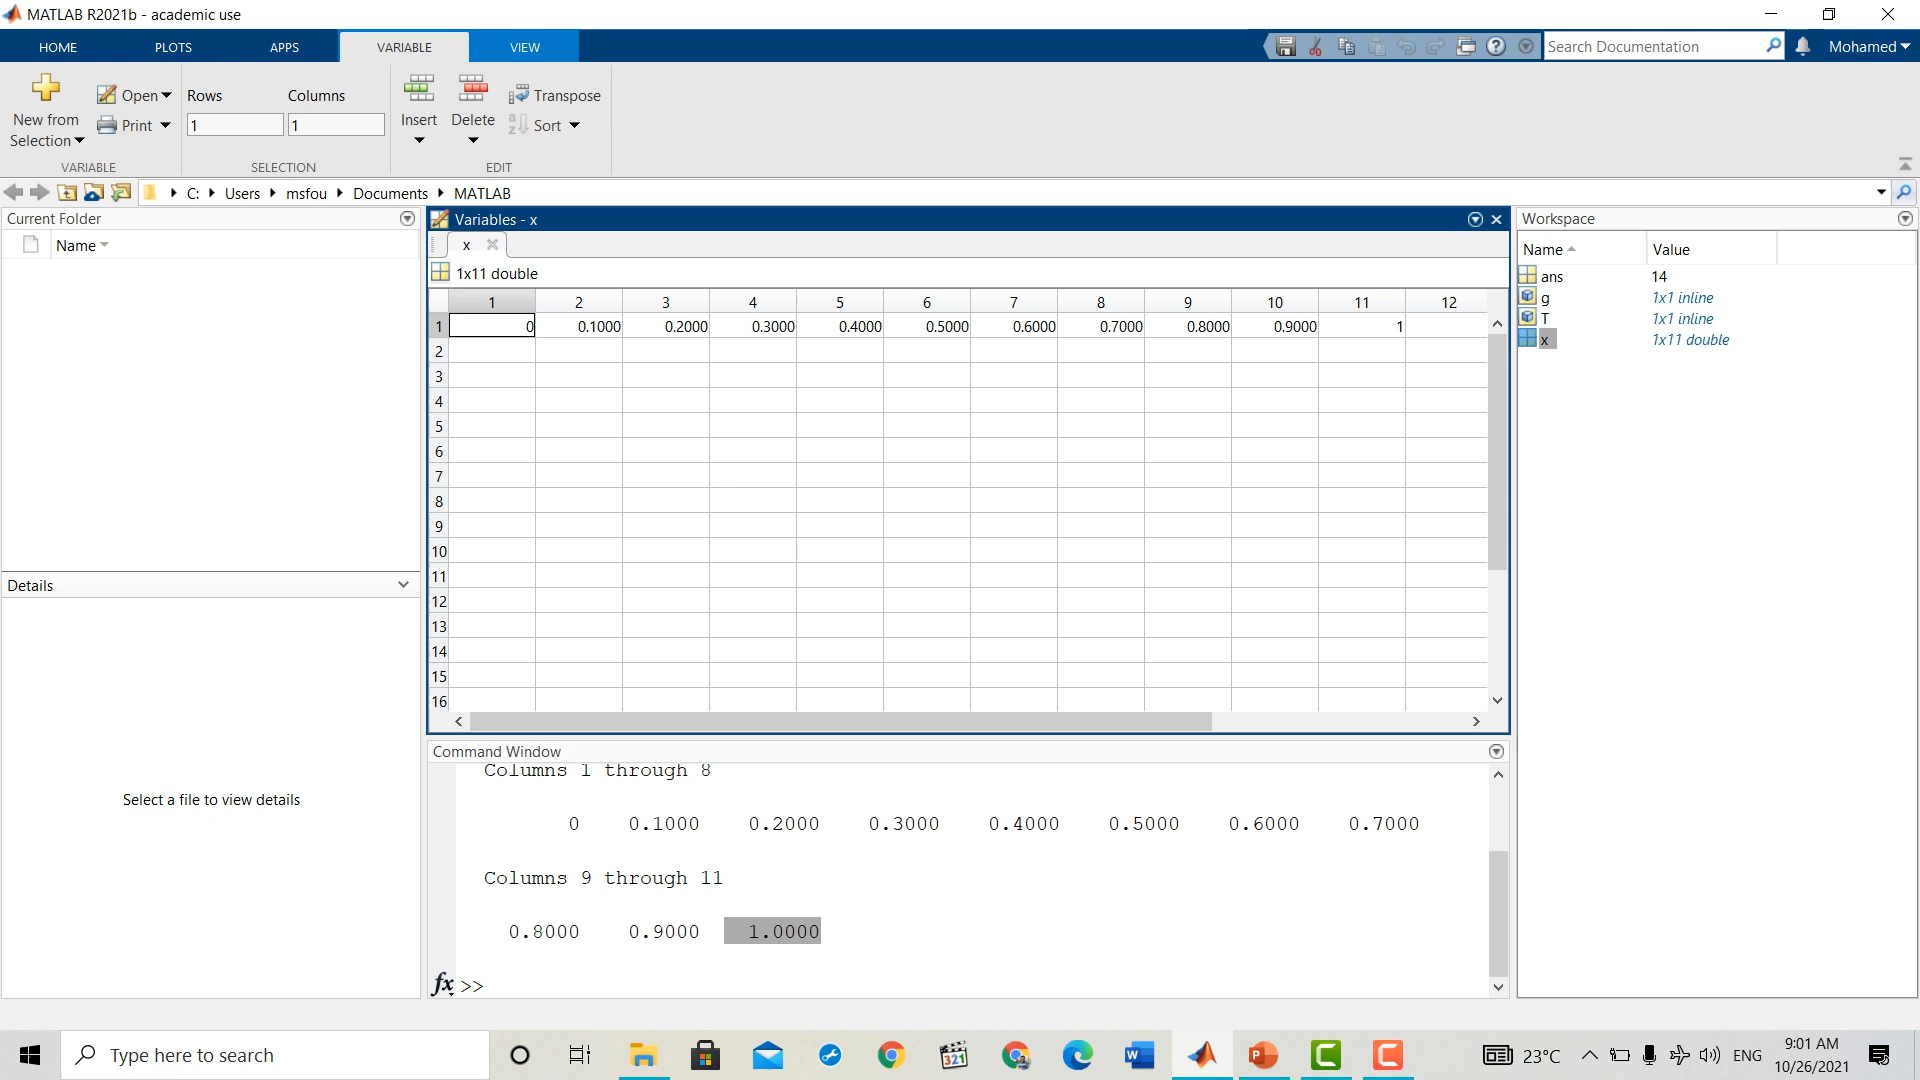 MATLAB R2021b - academic use
HOME PLOTS APPS VARIABLE VIEW
Search Documentation
Mohamed
New from
Selection
Open
Print
VARIABLE
Rows Columns
1 1
SELECTION
Insert
Delete
Transpose
Sort
EDIT
C: Users msfou Documents MATLAB
Current Folder
Name
Details
Select a file to view details
Variables - x
x
1x11 double
1 2 3 4 5 6 7 8 9 10 11 12
1 0 0.1000 0.2000 0.3000 0.4000 0.5000 0.6000 0.7000 0.8000 0.9000 1
2
3
4
5
6
7
8
9
10
11
12
13
14
15
16
Command Window
Columns 1 through 8
0 0.1000 0.2000 0.3000 0.4000 0.5000 0.6000 0.7000
Columns 9 through 11
0.8000 0.9000 1.0000
fx >>
Workspace
Name Value
ans 14
g 1x1 inline
T 1x1 inline
x 1x11 double
Type here to search
321
23°C
ENG
9:01 AM
10/26/2021